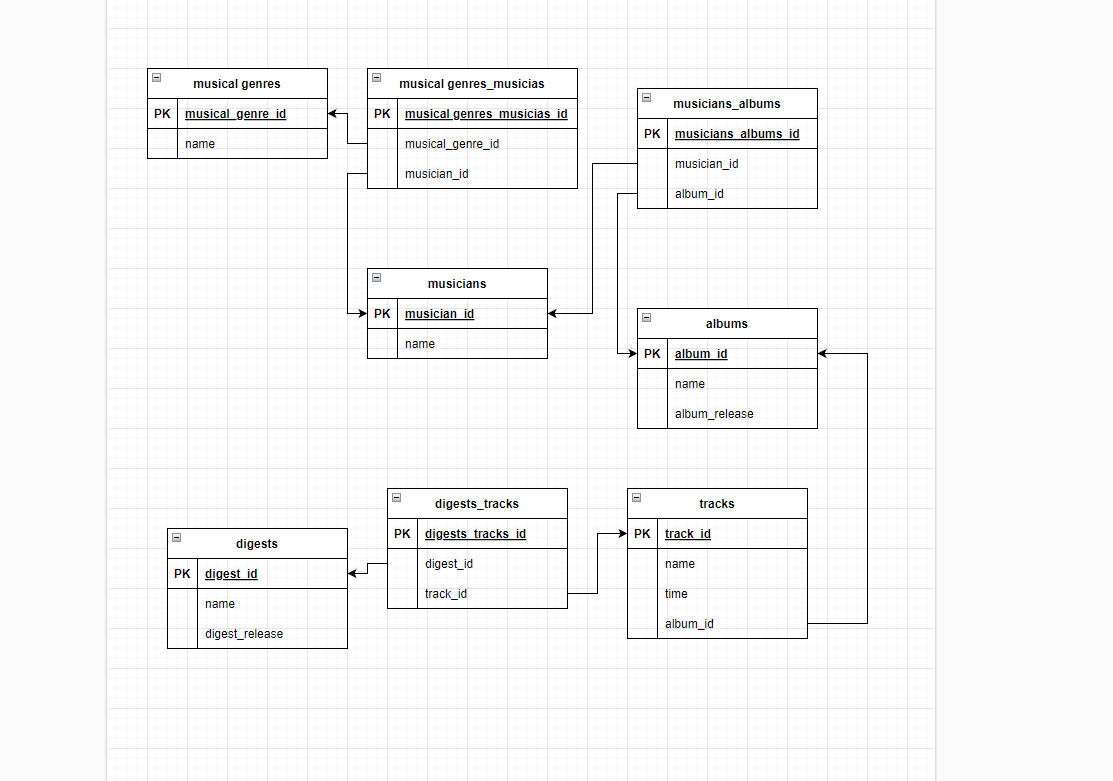 musical genres
PK musical_genre_id
name
musical genres_musicias
PK musical genres_musicias_id
musical_genre_id
musician_id
musicians_albums
PK musicians_albums_id
musician_id
album_id
musicians
PK musician_id
name
albums
PK album_id
name
album_release
digests
PK digest_id
name
digest_release
digests_tracks
PK digests_tracks_id
digest_id
track_id
tracks
PK track_id
name
time
album_id